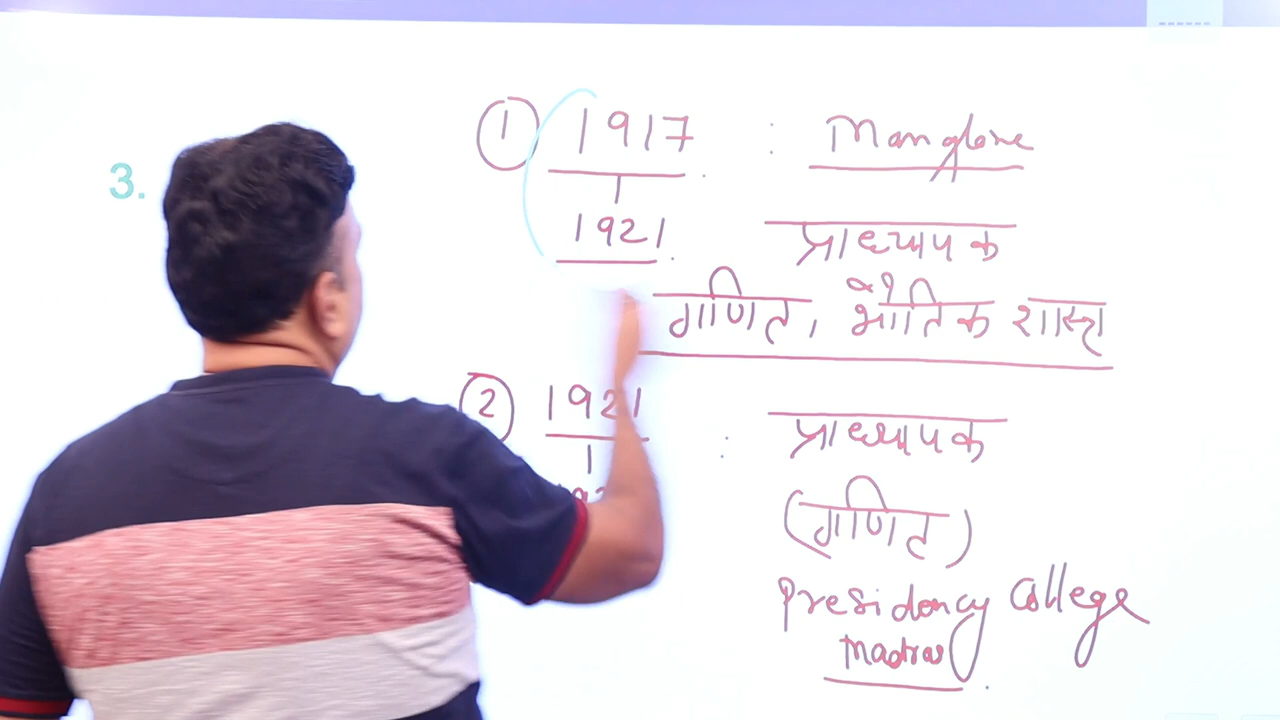 3.
① 1917 : Manglore
1921 प्राध्यापक
गणित, भौतिक शास्त्र
② 1921 : प्राध्यापक
(गणित)
Presidency College
Madras